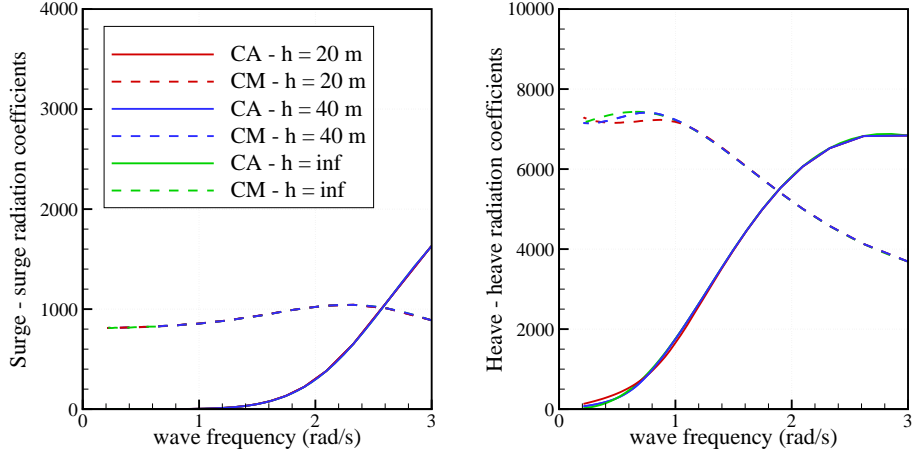 Surge - surge radiation coefficients
4000
3000
2000
1000
0
0
1
2
3
wave frequency (rad/s)
CA - h = 20 m
CM - h = 20 m
CA - h = 40 m
CM - h = 40 m
CA - h = inf
CM - h = inf
Heave - heave radiation coefficients
10000
8000
6000
4000
2000
0
0
1
2
3
wave frequency (rad/s)